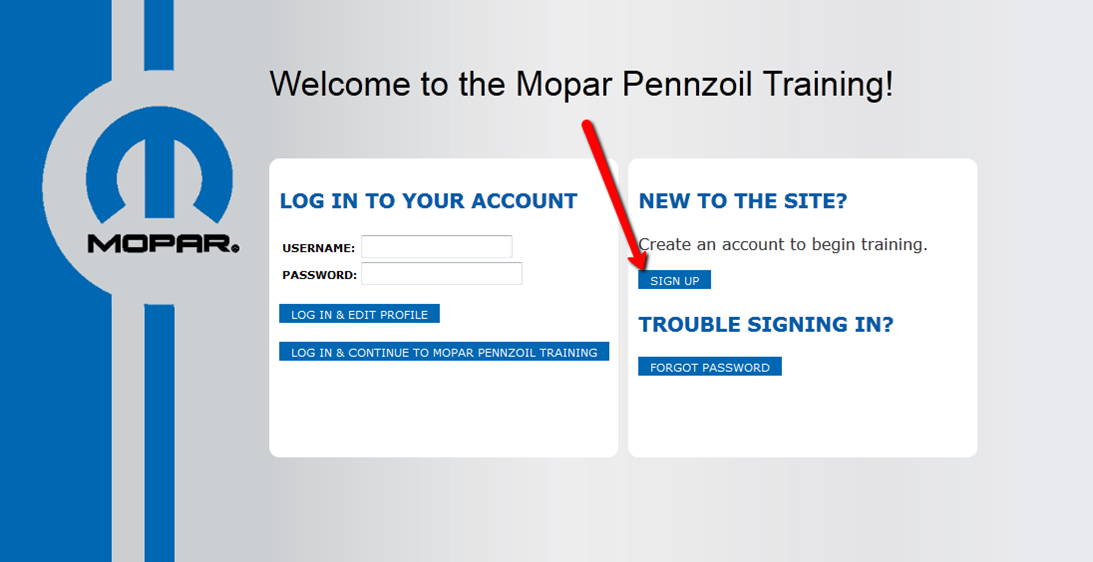 Welcome to the Mopar Pennzoil Training!
MOPAR.
LOG IN TO YOUR ACCOUNT
USERNAME:
PASSWORD:
LOG IN & EDIT PROFILE
LOG IN & CONTINUE TO MOPAR PENNZOIL TRAINING
NEW TO THE SITE?
Create an account to begin training.
SIGN UP
TROUBLE SIGNING IN?
FORGOT PASSWORD